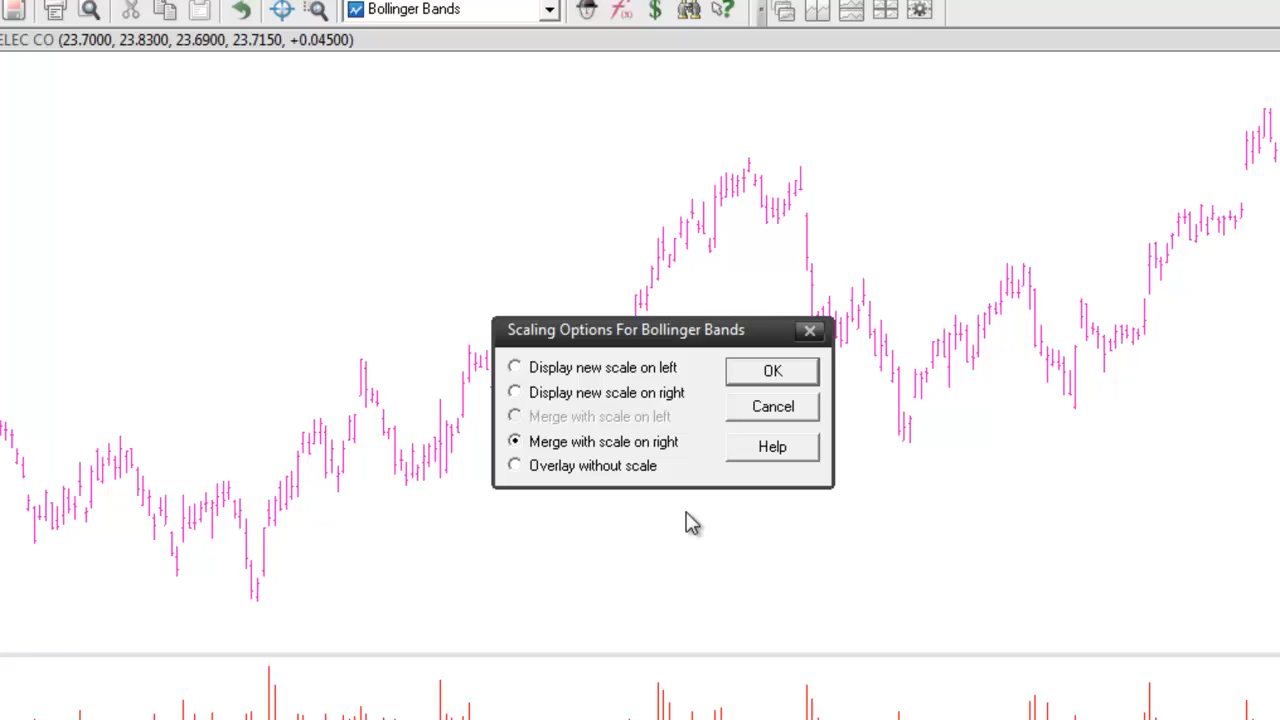 Bollinger Bands
ELEC CO (23.7000, 23.8300, 23.6900, 23.7150, +0.04500)
Scaling Options For Bollinger Bands
Display new scale on left
OK
Display new scale on right
Cancel
Merge with scale on left
Merge with scale on right
Help
Overlay without scale